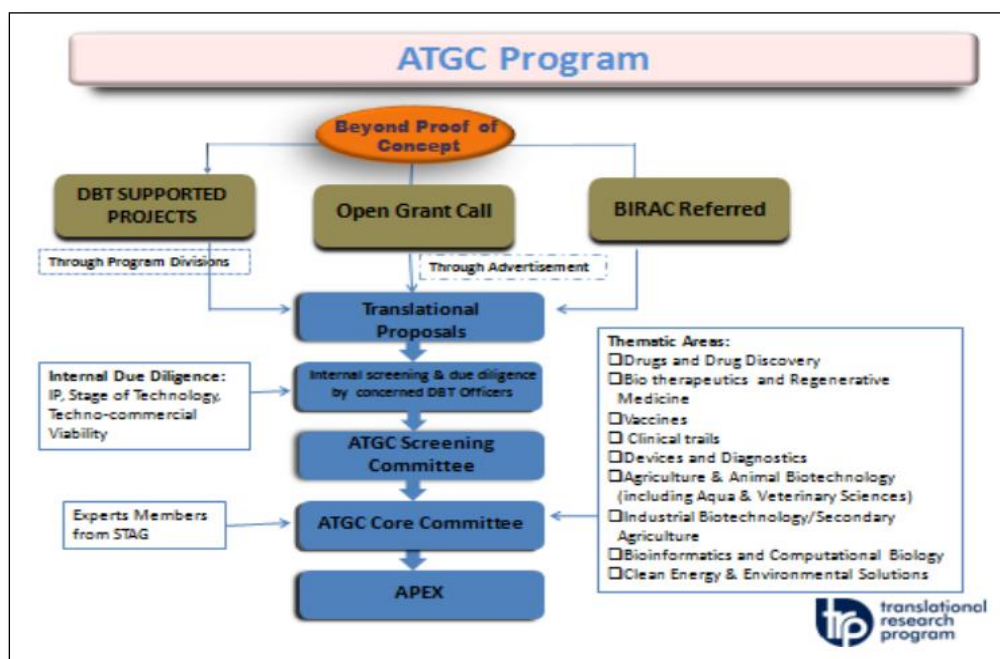 ATGC Program
Beyond Proof of
Concept
DBT SUPPORTED
PROJECTS
Open Grant Call
BIRAC Referred
Through Program Divisions
Through Advertisement
Translational
Proposals
Internal Due Diligence:
IP, Stage of Technology,
Techno-commercial
Viability
Internal screening & due diligence
by concerned DBT Officers
ATGC Screening
Committee
Experts Members
from STAG
ATGC Core Committee
APEX
Thematic Areas:
❑Drugs and Drug Discovery
❑Bio therapeutics and Regenerative
Medicine
❑Vaccines
❑ Clinical trails
❑Devices and Diagnostics
❑Agriculture & Animal Biotechnology
(including Aqua & Veterinary Sciences)
❑Industrial Biotechnology/Secondary
Agriculture
❑Bioinformatics and Computational Biology
❑Clean Energy & Environmental Solutions
trp
translational
research
program